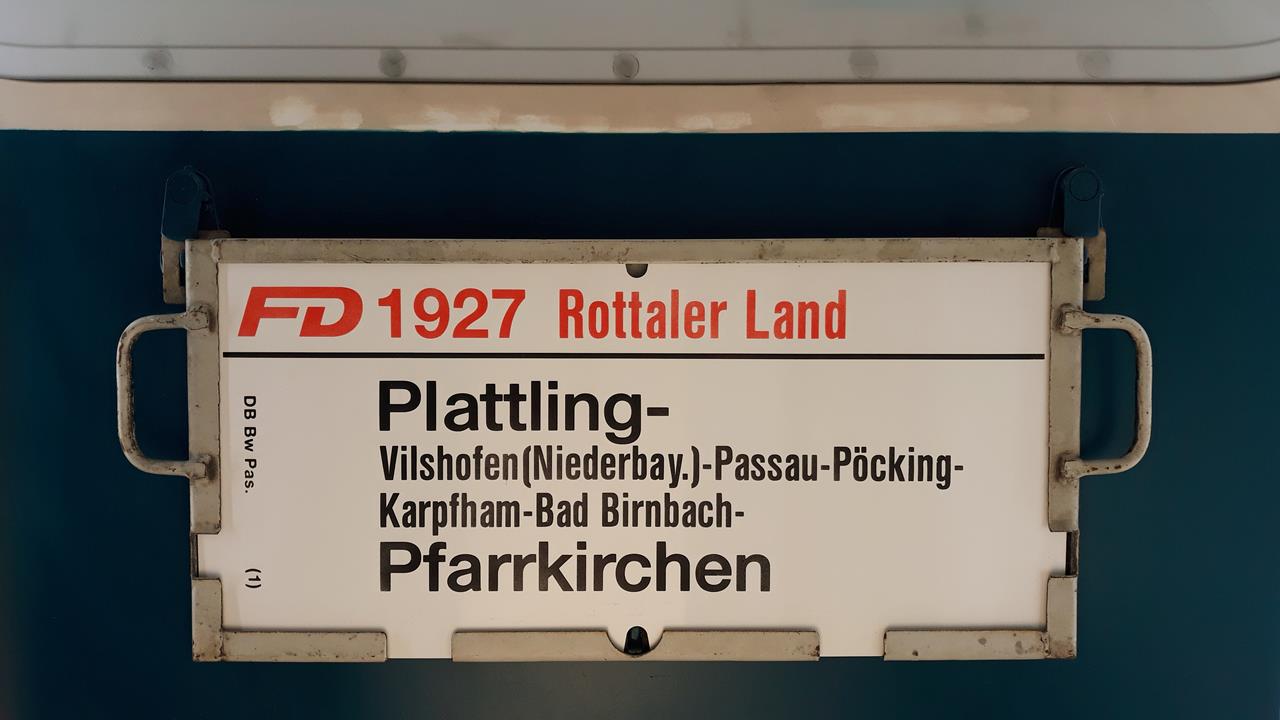 FD 1927 Rottaler Land
Plattling-
Vilshofen(Niederbay.)-Passau-Pöcking-
Karpfham-Bad Birnbach-
Pfarrkirchen
DB Bw Pas.
(1)